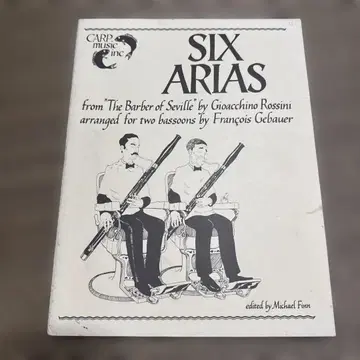 CARP
music
inc
SIX
ARIAS
from "The Barber of Seville" by Gioacchino Rossini
arranged for two bassoons by François Gebauer
edited by Michael Finn